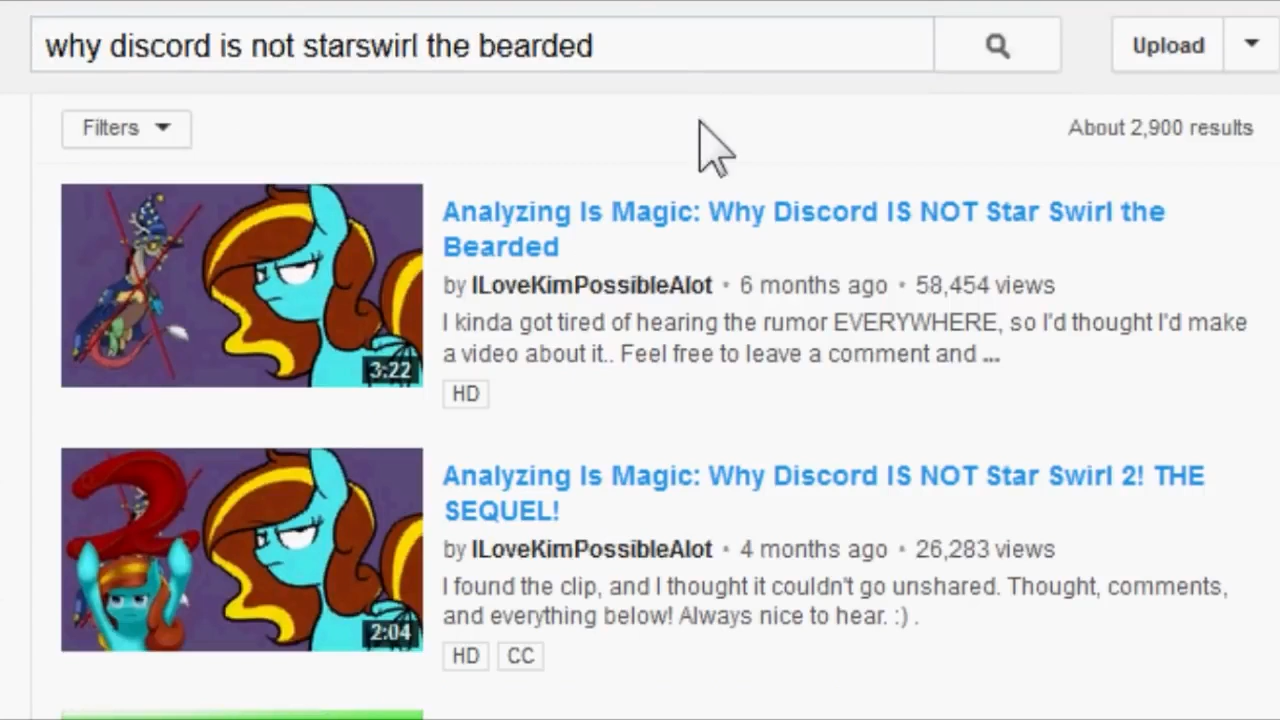 why discord is not starswirl the bearded
Upload
Filters
About 2,900 results
Analyzing Is Magic: Why Discord IS NOT Star Swirl the
Bearded
by ILoveKimPossibleAlot • 6 months ago • 58,454 views
I kinda got tired of hearing the rumor EVERYWHERE, so I'd thought I'd make
a video about it.. Feel free to leave a comment and ...
3:22
HD
Analyzing Is Magic: Why Discord IS NOT Star Swirl 2! THE
SEQUEL!
by ILoveKimPossibleAlot • 4 months ago • 26,283 views
I found the clip, and I thought it couldn't go unshared. Thought, comments,
and everything below! Always nice to hear. :) .
2
2:04
HD CC